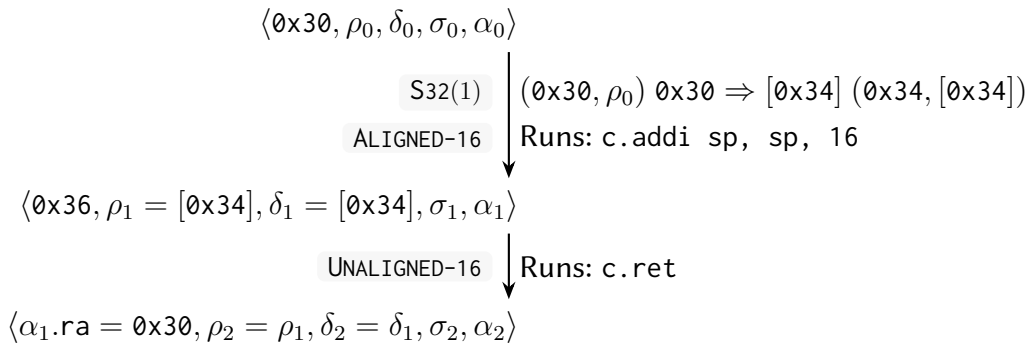 ⟨0x30, ρ₀, δ₀, σ₀, α₀⟩
S32(1) (0x30, ρ₀) 0x30 ⇒ [0x34] (0x34, [0x34])
ALIGNED-16 Runs: c.addi sp, sp, 16
⟨0x36, ρ₁ = [0x34], δ₁ = [0x34], σ₁, α₁⟩
UNALIGNED-16 Runs: c.ret
⟨α₁.ra = 0x30, ρ₂ = ρ₁, δ₂ = δ₁, σ₂, α₂⟩